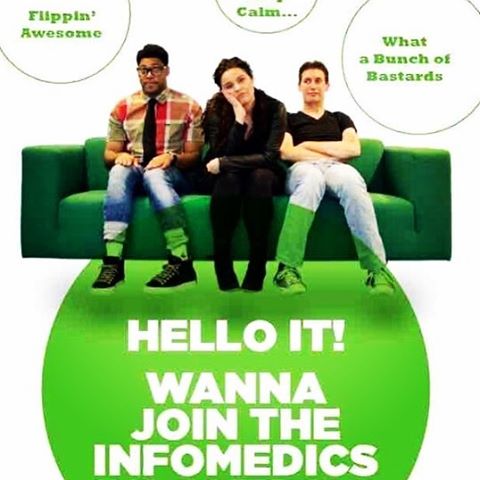 Flippin'
Awesome
Calm...
What
a Bunch of
Bastards
HELLO IT!
WANNA
JOIN THE
INFOMEDICS